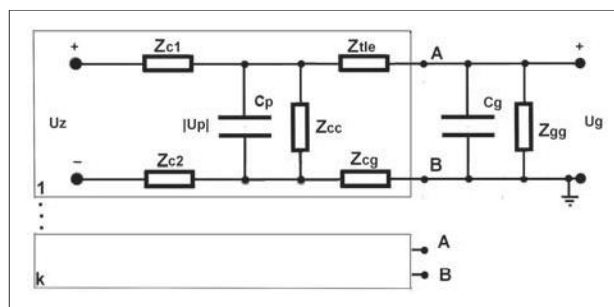 Zc1
Ztle
A
+
+
Cp
Cg
Uz
|Up|
Zcc
Zgg
Ug
–
Zc2
Zcg
B
1
A
B
k